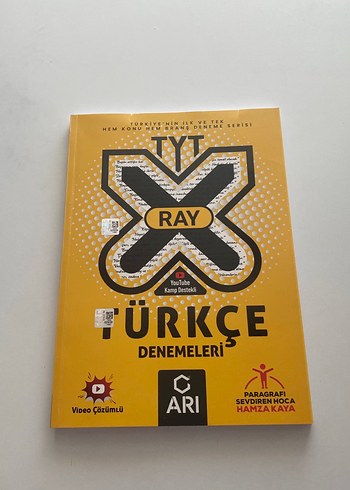 TÜRKİYE'NİN İLK VE TEK
HEM KONU HEM BRANŞ DENEME SERİSİ
TYT
X
RAY
YouTube
Kamp Destekli
TÜRKÇE
DENEMELERİ
Video Çözümlü
ARI
PARAGRAFI
SEVDİREN HOCA
HAMZA KAYA